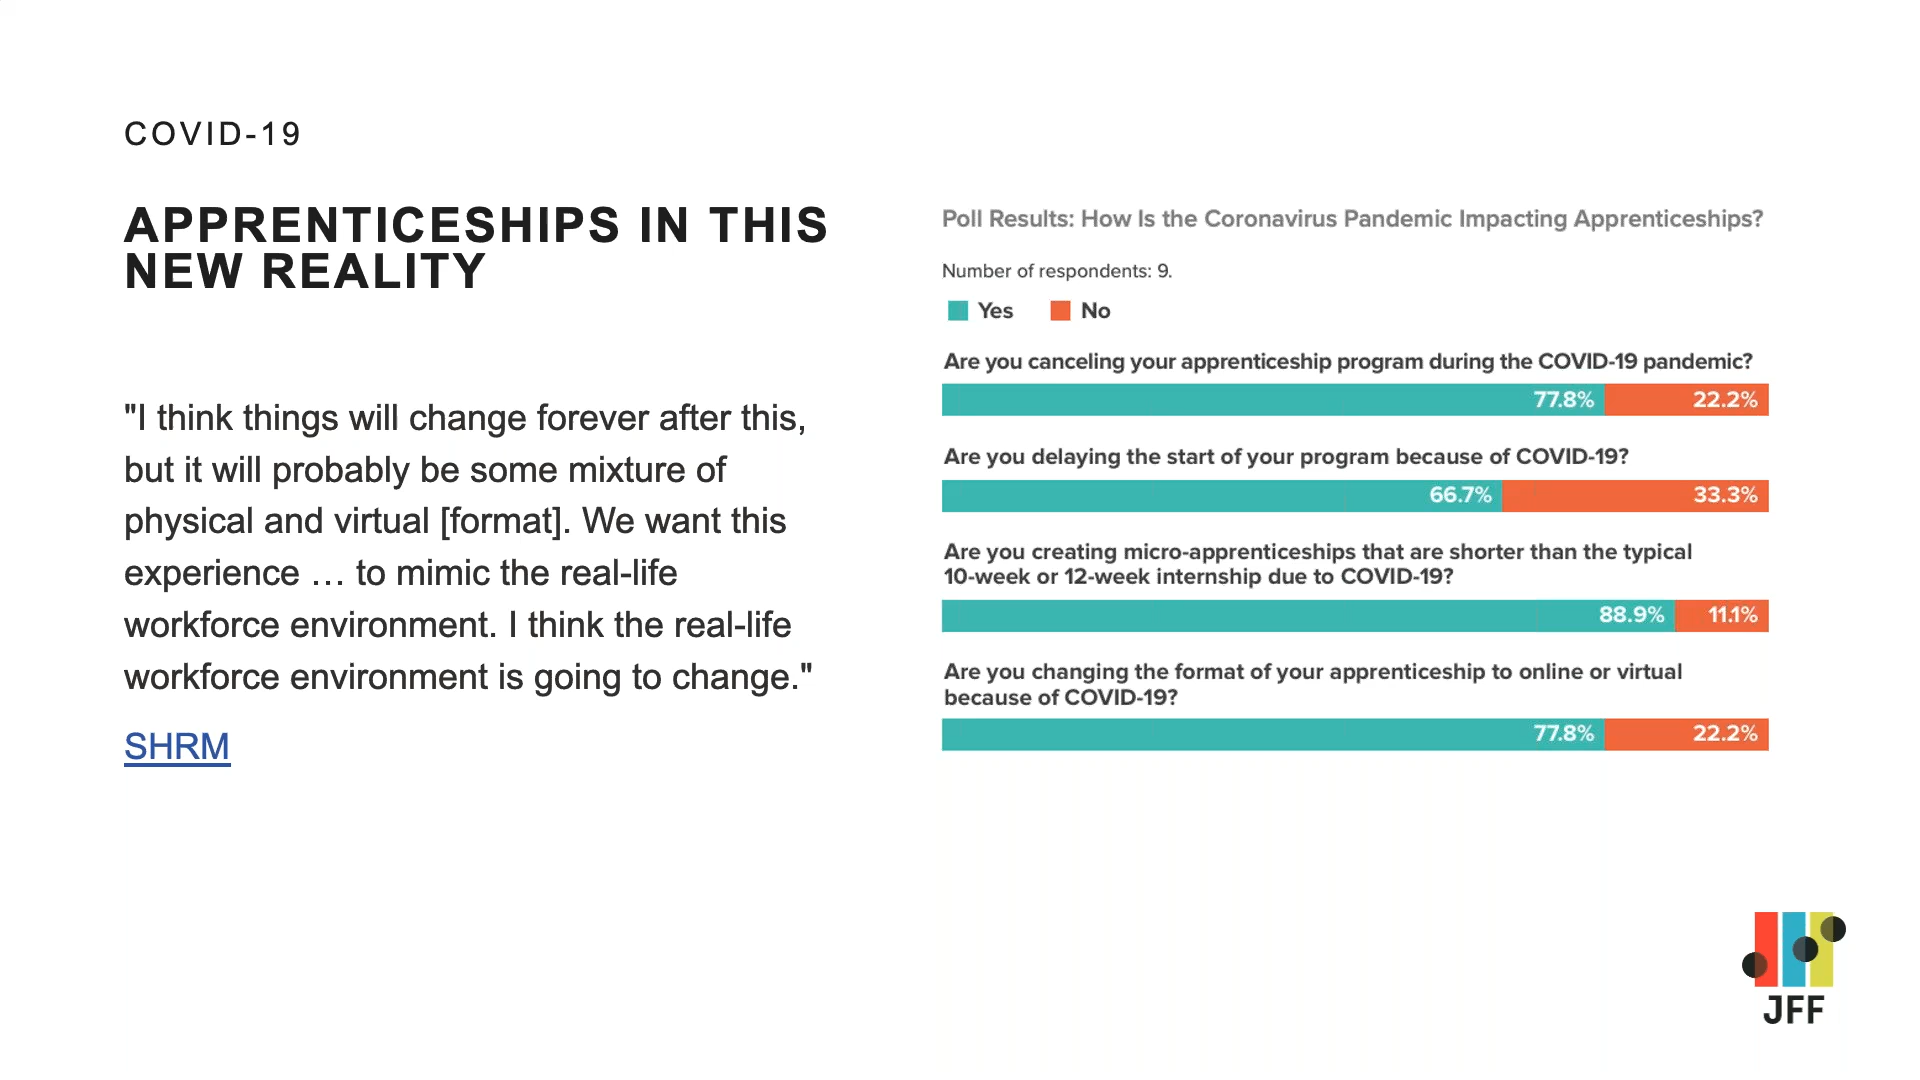 COVID-19
APPRENTICESHIPS IN THIS
NEW REALITY
"I think things will change forever after this,
but it will probably be some mixture of
physical and virtual [format]. We want this
experience … to mimic the real-life
workforce environment. I think the real-life
workforce environment is going to change."
SHRM
Poll Results: How Is the Coronavirus Pandemic Impacting Apprenticeships?
Number of respondents: 9.
Yes No
Are you canceling your apprenticeship program during the COVID-19 pandemic?
77.8% 22.2%
Are you delaying the start of your program because of COVID-19?
66.7% 33.3%
Are you creating micro-apprenticeships that are shorter than the typical
10-week or 12-week internship due to COVID-19?
88.9% 11.1%
Are you changing the format of your apprenticeship to online or virtual
because of COVID-19?
77.8% 22.2%
JFF